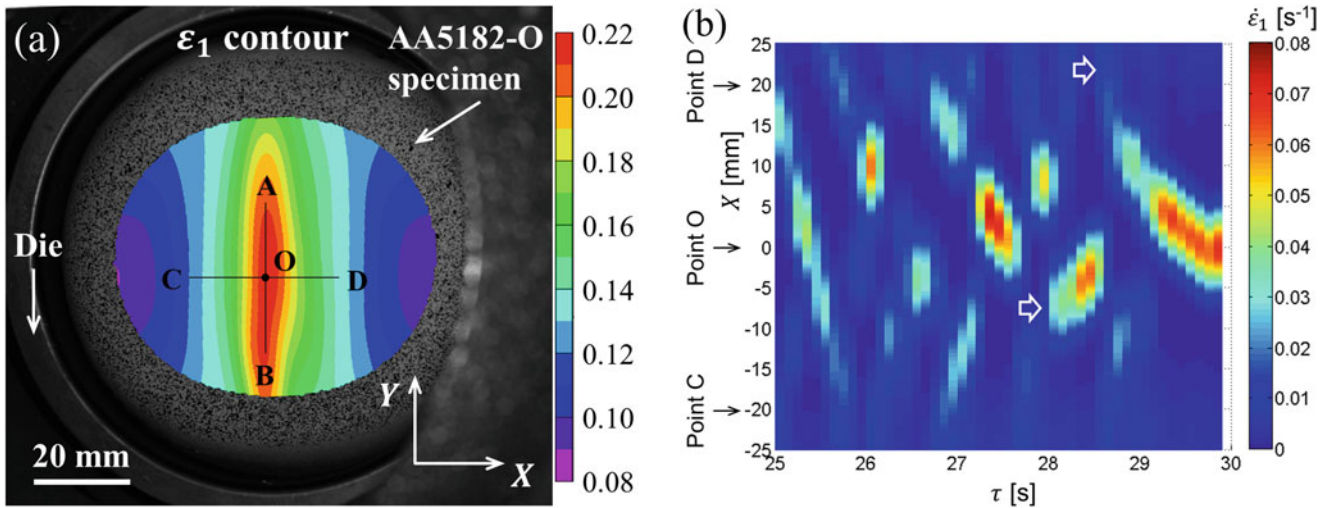 (a)
ε₁ contour
AA5182-O
specimen
Die
A
C
O
D
B
Y
X
20 mm
0.22
0.20
0.18
0.16
0.14
0.12
0.10
0.08
(b)
ε̇₁ [s⁻¹]
Point D
Point O
Point C
X [mm]
25
20
15
10
5
0
-5
-10
-15
-20
-25
25
26
27
28
29
30
τ [s]
0.08
0.07
0.06
0.05
0.04
0.03
0.02
0.01
0